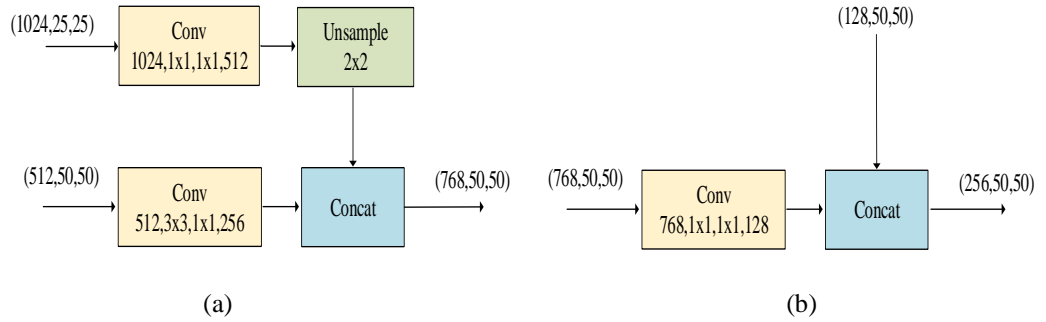 (1024,25,25)
Conv
1024,1x1,1x1,512
Unsample
2x2
(512,50,50)
Conv
512,3x3,1x1,256
Concat
(768,50,50)
(a)
(128,50,50)
(768,50,50)
Conv
768,1x1,1x1,128
Concat
(256,50,50)
(b)